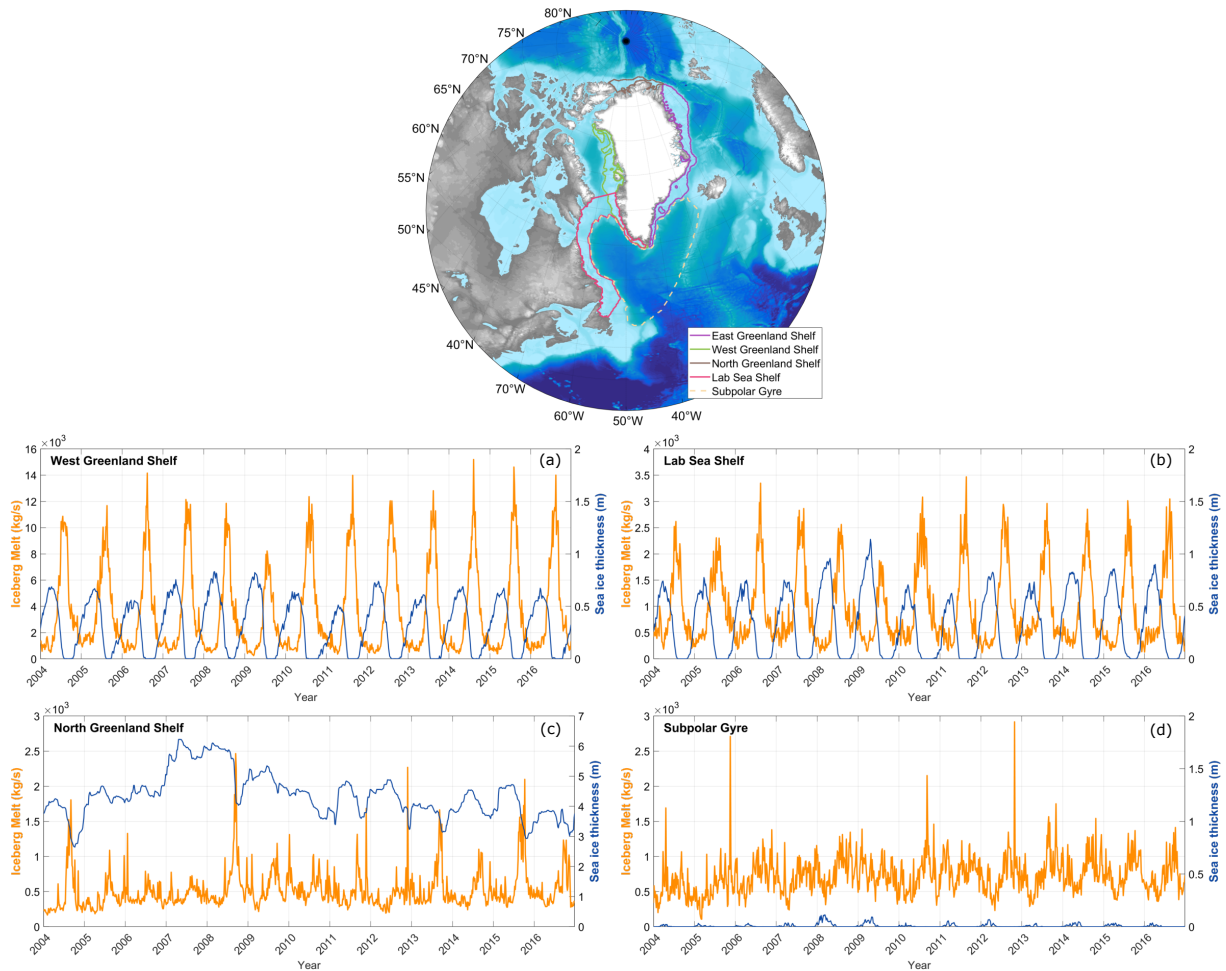 80°N
75°N
70°N
65°N
60°N
55°N
50°N
45°N
40°N
70°W
60°W
50°W
40°W
East Greenland Shelf
West Greenland Shelf
North Greenland Shelf
Lab Sea Shelf
Subpolar Gyre
×10³
West Greenland Shelf
(a)
Iceberg Melt (kg/s)
16
14
12
10
8
6
4
2
0
2
1.5
1
0.5
0
Sea ice thickness (m)
2004 2005 2006 2007 2008 2009 2010 2011 2012 2013 2014 2015 2016
Year
×10³
Lab Sea Shelf
(b)
Iceberg Melt (kg/s)
4
3.5
3
2.5
2
1.5
1
0.5
0
2
1.5
1
0.5
0
Sea ice thickness (m)
2004 2005 2006 2007 2008 2009 2010 2011 2012 2013 2014 2015 2016
Year
×10³
North Greenland Shelf
(c)
Iceberg Melt (kg/s)
3
2.5
2
1.5
1
0.5
0
7
6
5
4
3
2
1
0
Sea ice thickness (m)
2004 2005 2006 2007 2008 2009 2010 2011 2012 2013 2014 2015 2016
Year
×10³
Subpolar Gyre
(d)
Iceberg Melt (kg/s)
3
2.5
2
1.5
1
0.5
0
2
1.5
1
0.5
0
Sea ice thickness (m)
2004 2005 2006 2007 2008 2009 2010 2011 2012 2013 2014 2015 2016
Year